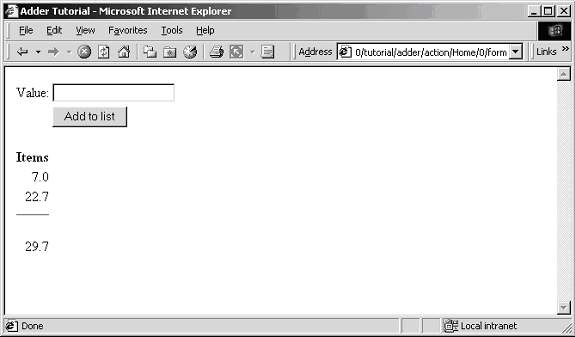 Adder Tutorial - Microsoft Internet Explorer
File Edit View Favorites Tools Help
Address 0/tutorial/adder/action/Home/0/form Links »
Value:
Add to list
Items
7.0
22.7
29.7
Done Local intranet